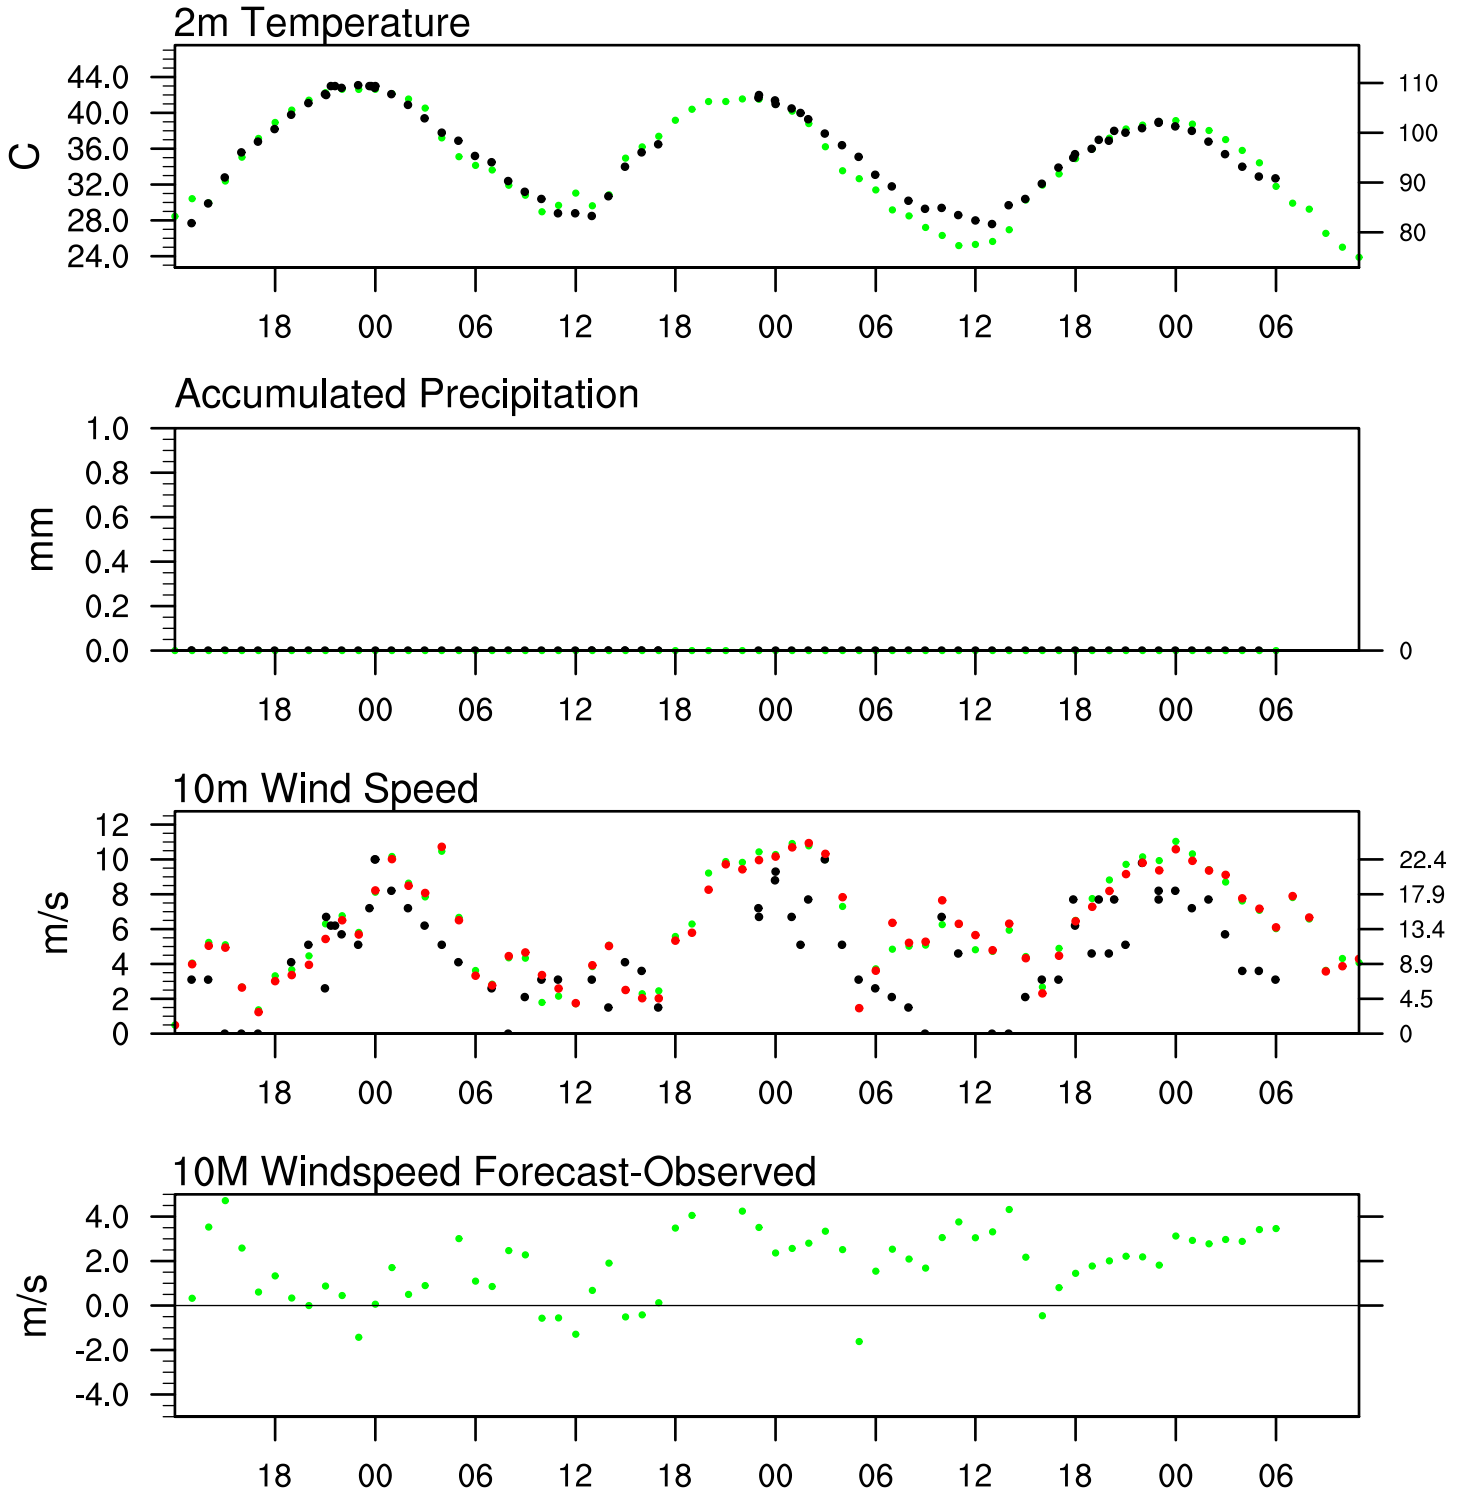 2m Temperature
44.0 110
40.0
36.0 100
C
32.0 90
28.0
24.0 80
18 00 06 12 18 00 06 12 18 00 06
Accumulated Precipitation
1.0
0.8
0.6
mm
0.4
0.2
0.0 0
18 00 06 12 18 00 06 12 18 00 06
10m Wind Speed
12
10 22.4
8 17.9
m/s
6 13.4
4 8.9
2 4.5
0 0
18 00 06 12 18 00 06 12 18 00 06
10M Windspeed Forecast-Observed
4.0
2.0
m/s
0.0
-2.0
-4.0
18 00 06 12 18 00 06 12 18 00 06